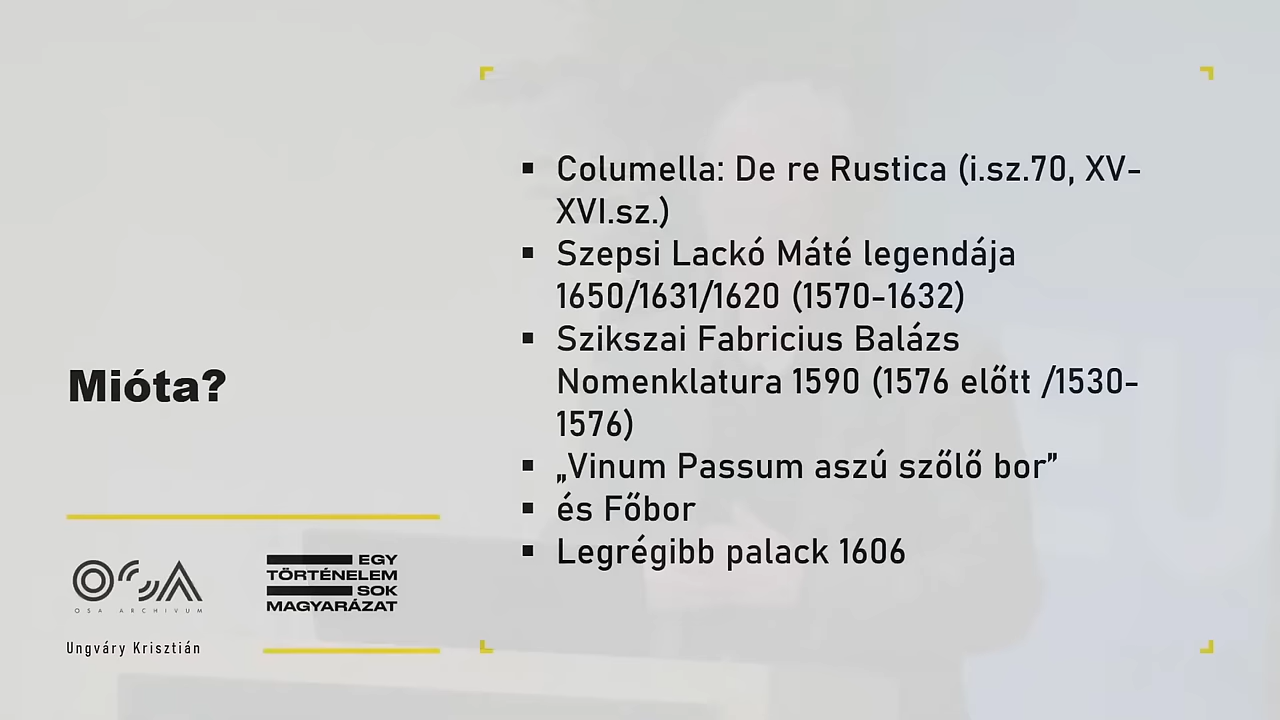 Mióta?
▪ Columella: De re Rustica (i.sz.70, XV-
XVI.sz.)
▪ Szepsi Lackó Máté legendája
1650/1631/1620 (1570-1632)
▪ Szikszai Fabricius Balázs
Nomenklatura 1590 (1576 előtt /1530-
1576)
▪ „Vinum Passum aszú szőlő bor”
▪ és Főbor
▪ Legrégibb palack 1606
OSA
OSA ARCHIVUM
EGY
TÖRTÉNELEM
SOK
MAGYARÁZAT
Ungváry Krisztián